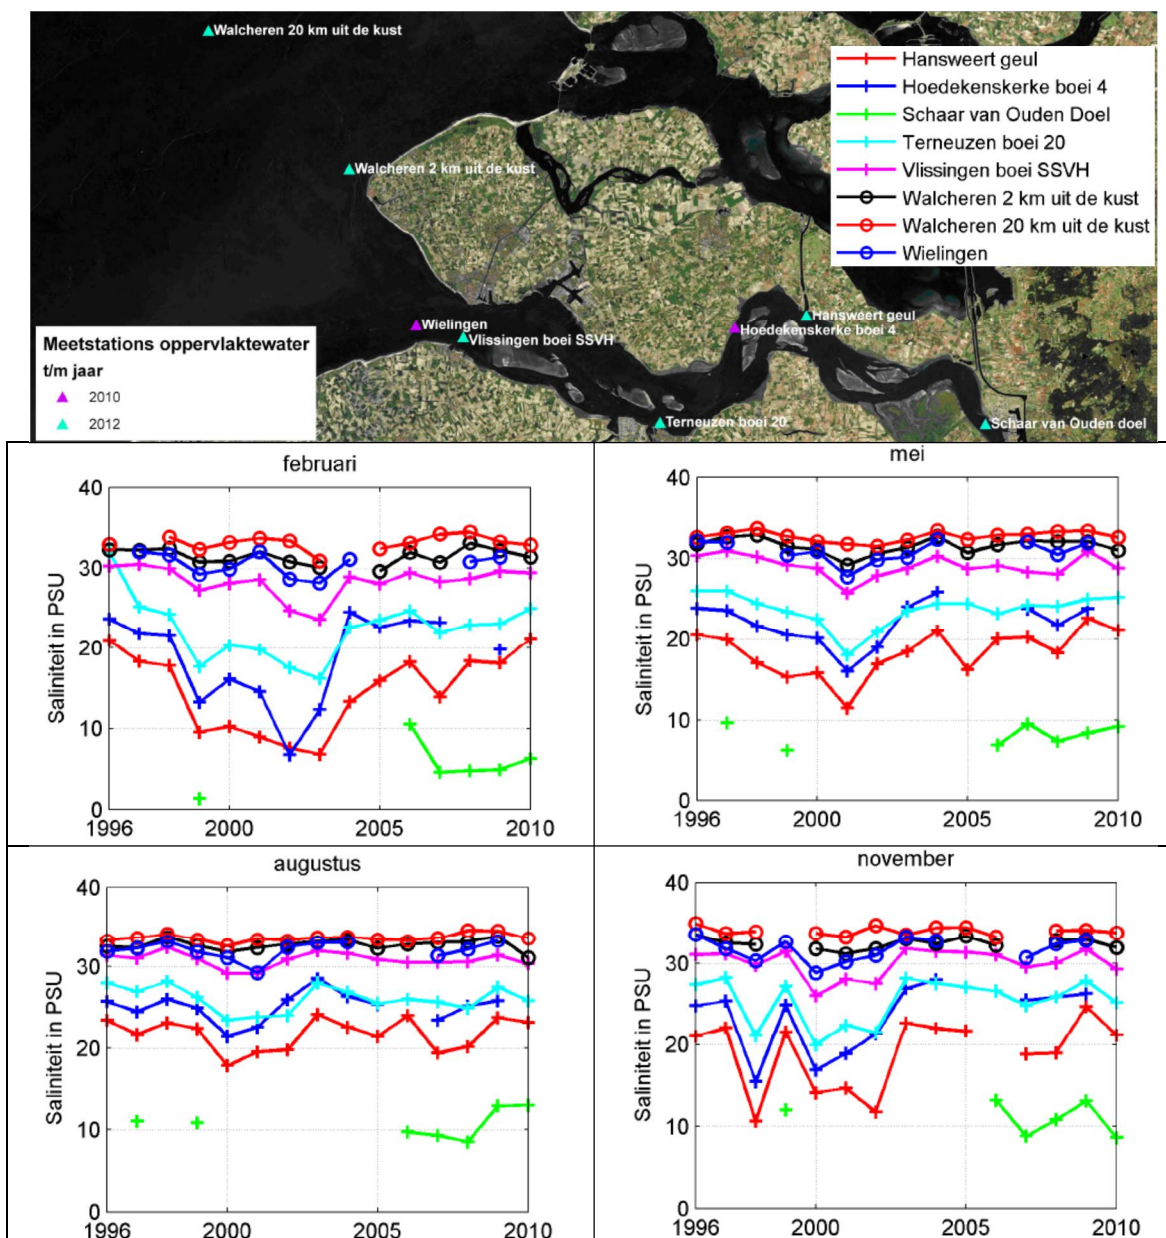 Walcheren 20 km uit de kust
Hansweert geul
Hoedekenskerke boei 4
Schaar van Ouden Doel
Terneuzen boei 20
Vlissingen boei SSVH
Walcheren 2 km uit de kust
Walcheren 20 km uit de kust
Wielingen
Walcheren 2 km uit de kust
Wielingen
Vlissingen boei SSVH
Hansweert geul
Hoedekenskerke boei 4
Terneuzen boei 20
Schaar van Ouden doel
Meetstations oppervlaktewater
t/m jaar
2010
2012
februari
Saliniteit in PSU
40
30
20
10
0
1996 2000 2005 2010
mei
Saliniteit in PSU
40
30
20
10
0
1996 2000 2005 2010
augustus
Saliniteit in PSU
40
30
20
10
0
1996 2000 2005 2010
november
Saliniteit in PSU
40
30
20
10
0
1996 2000 2005 2010